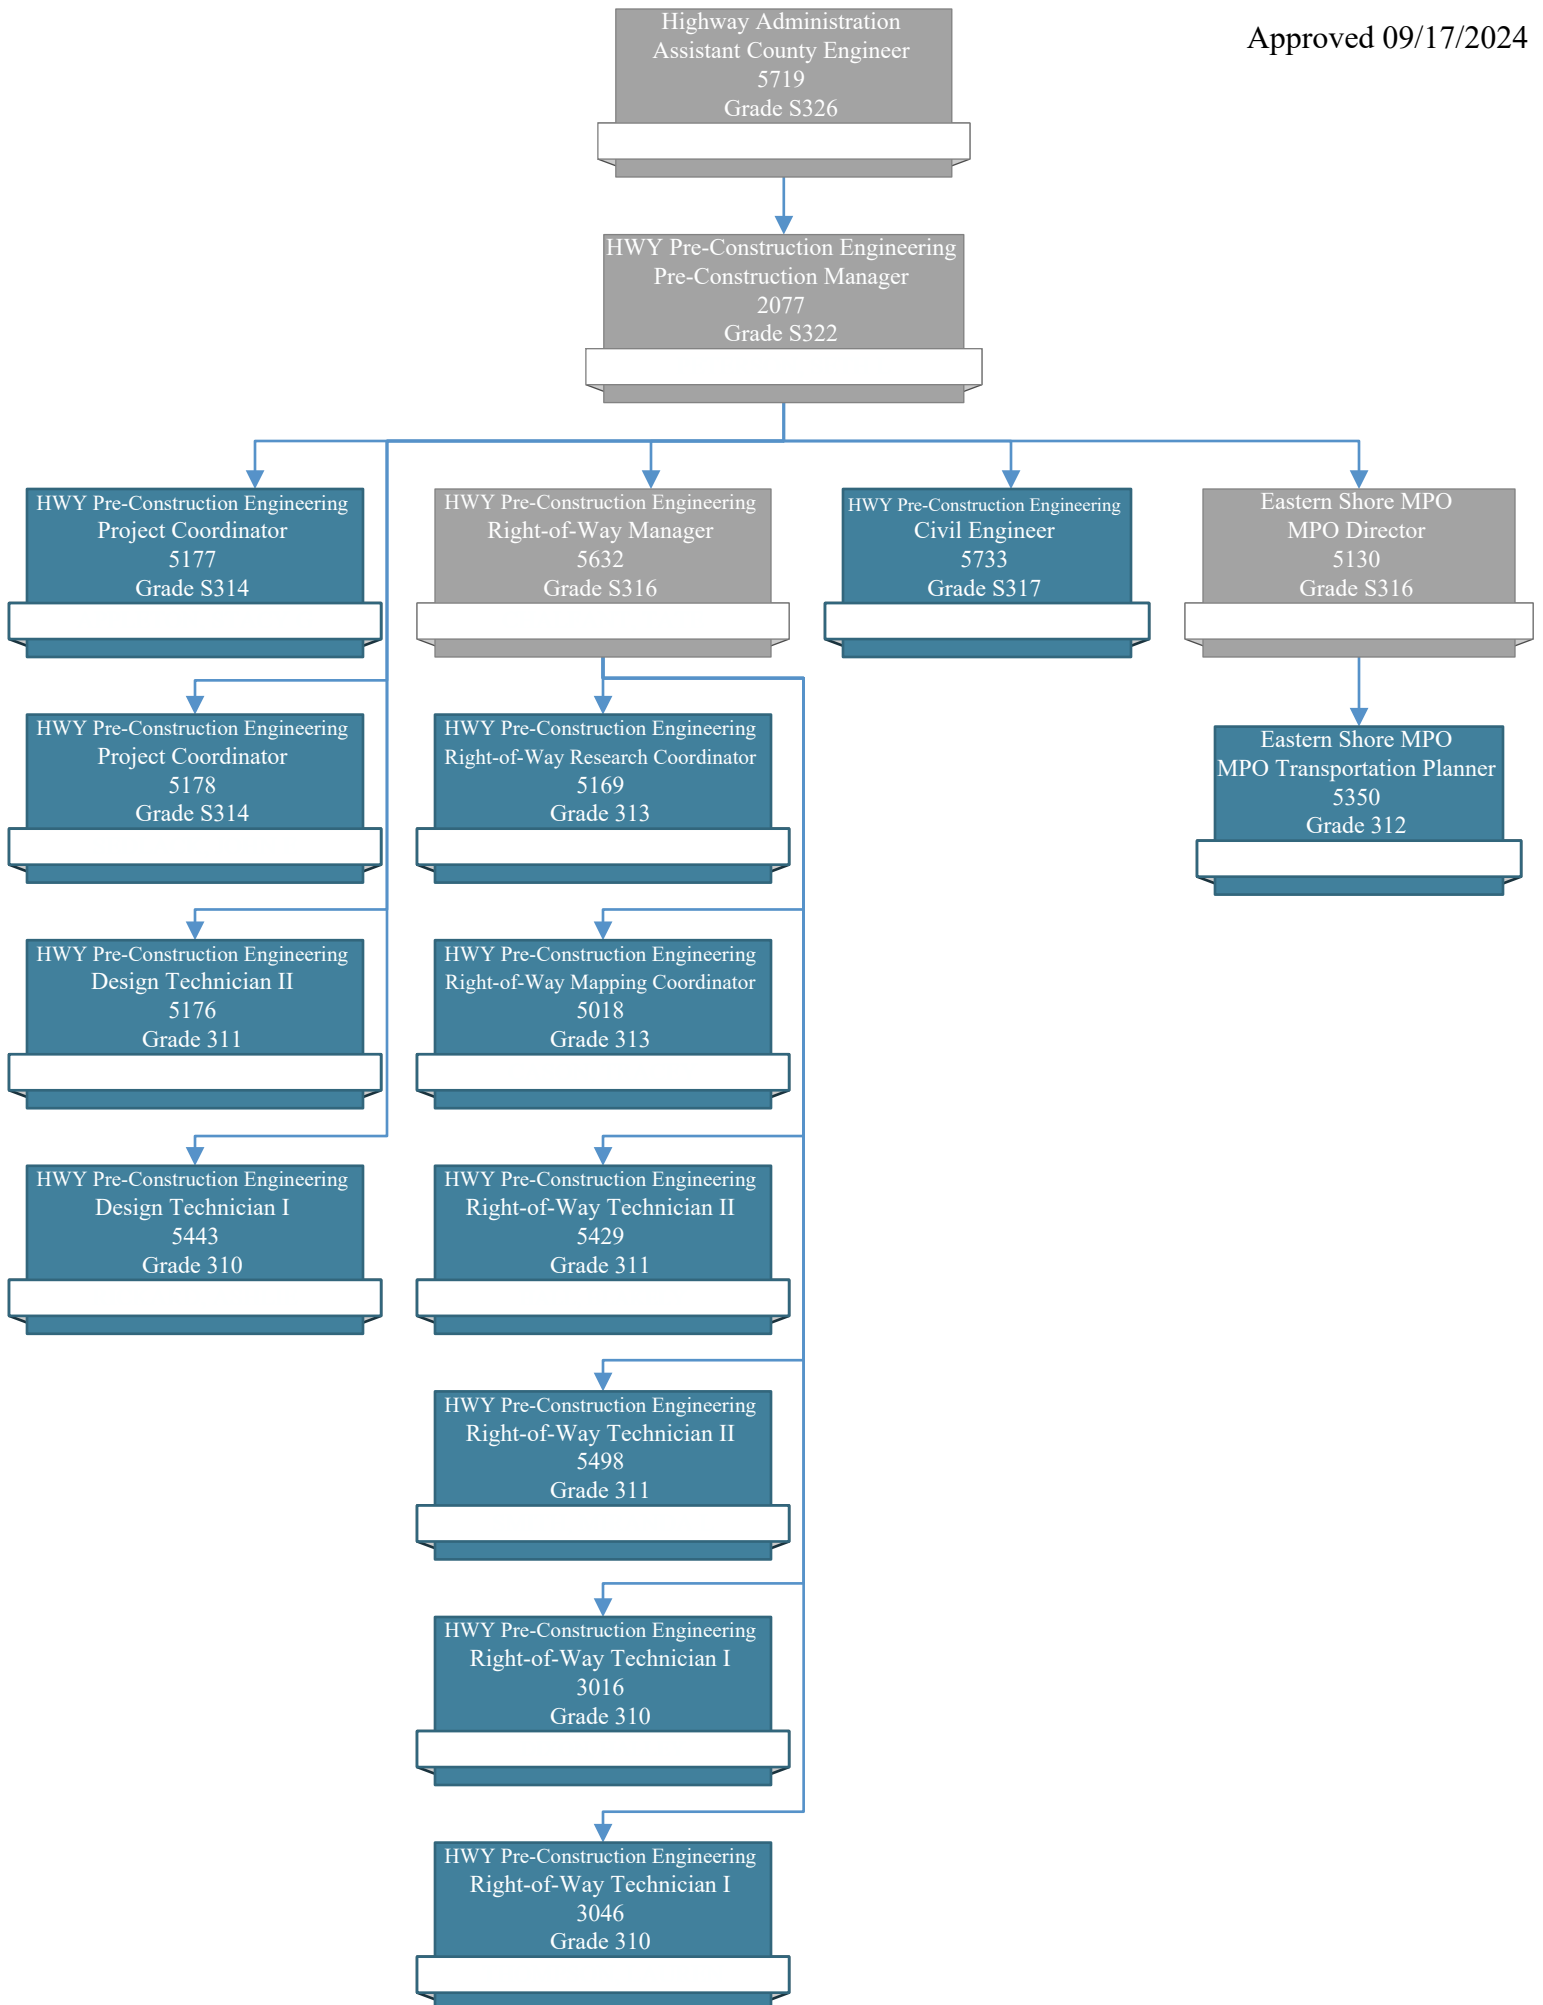 Approved 09/17/2024
Highway Administration
Assistant County Engineer
5719
Grade S326
HWY Pre-Construction Engineering
Pre-Construction Manager
2077
Grade S322
HWY Pre-Construction Engineering
Project Coordinator
5177
Grade S314
HWY Pre-Construction Engineering
Right-of-Way Manager
5632
Grade S316
HWY Pre-Construction Engineering
Civil Engineer
5733
Grade S317
Eastern Shore MPO
MPO Director
5130
Grade S316
HWY Pre-Construction Engineering
Project Coordinator
5178
Grade S314
HWY Pre-Construction Engineering
Right-of-Way Research Coordinator
5169
Grade 313
Eastern Shore MPO
MPO Transportation Planner
5350
Grade 312
HWY Pre-Construction Engineering
Design Technician II
5176
Grade 311
HWY Pre-Construction Engineering
Right-of-Way Mapping Coordinator
5018
Grade 313
HWY Pre-Construction Engineering
Design Technician I
5443
Grade 310
HWY Pre-Construction Engineering
Right-of-Way Technician II
5429
Grade 311
HWY Pre-Construction Engineering
Right-of-Way Technician II
5498
Grade 311
HWY Pre-Construction Engineering
Right-of-Way Technician I
3016
Grade 310
HWY Pre-Construction Engineering
Right-of-Way Technician I
3046
Grade 310